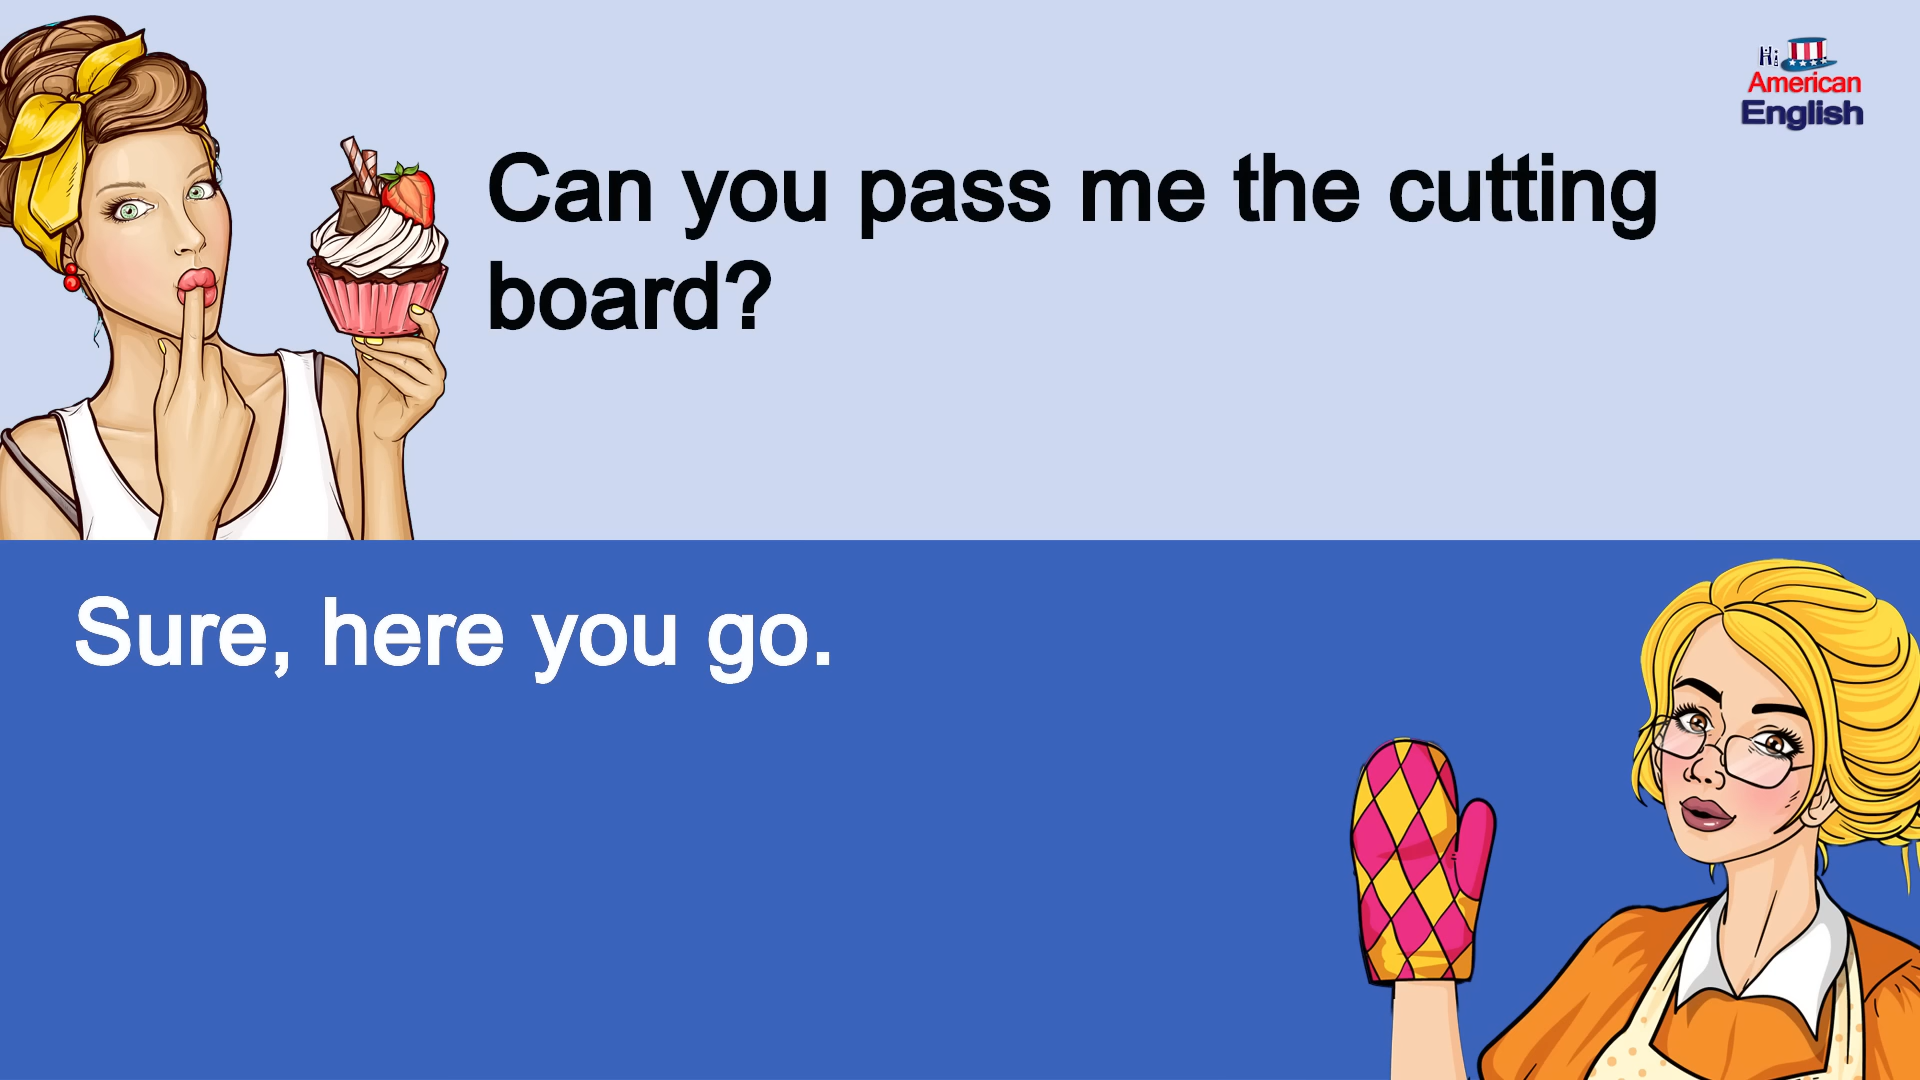 Hi
American
English
Can you pass me the cutting
board?
Sure, here you go.